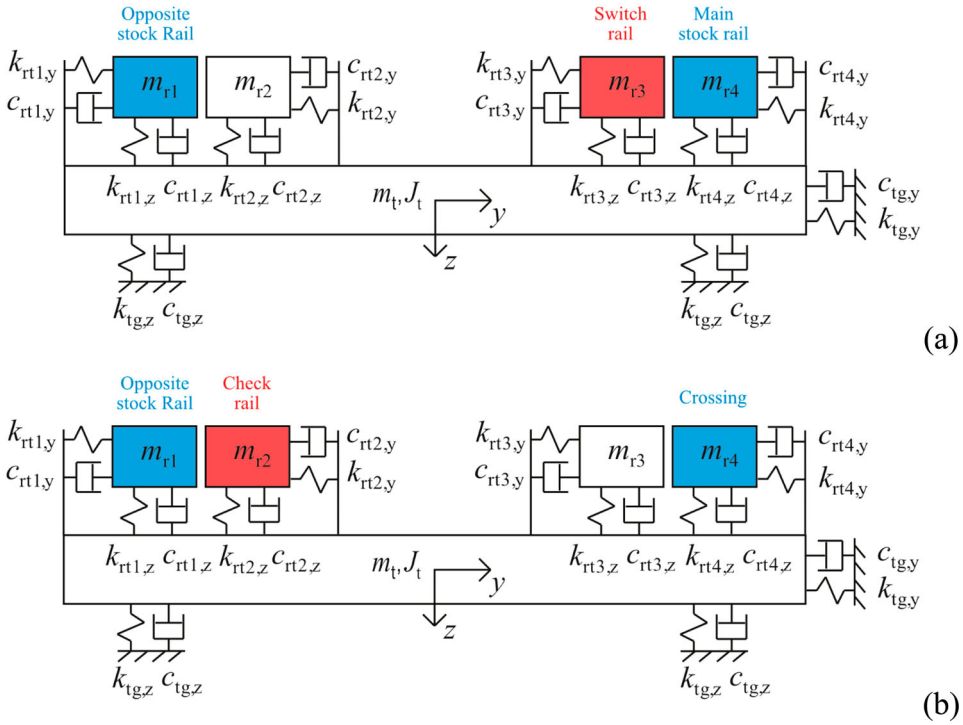 Opposite
stock Rail
Switch
rail
Main
stock rail
k_rt1,y
c_rt1,y
m_r1
m_r2
c_rt2,y
k_rt2,y
k_rt3,y
c_rt3,y
m_r3
m_r4
c_rt4,y
k_rt4,y
k_rt1,z c_rt1,z k_rt2,z c_rt2,z
m_t, J_t
y
z
k_rt3,z c_rt3,z k_rt4,z c_rt4,z
c_tg,y
k_tg,y
k_tg,z c_tg,z
k_tg,z c_tg,z
(a)
Opposite
stock Rail
Check
rail
Crossing
k_rt1,y
c_rt1,y
m_r1
m_r2
c_rt2,y
k_rt2,y
k_rt3,y
c_rt3,y
m_r3
m_r4
c_rt4,y
k_rt4,y
k_rt1,z c_rt1,z k_rt2,z c_rt2,z
m_t, J_t
y
z
k_rt3,z c_rt3,z k_rt4,z c_rt4,z
c_tg,y
k_tg,y
k_tg,z c_tg,z
k_tg,z c_tg,z
(b)